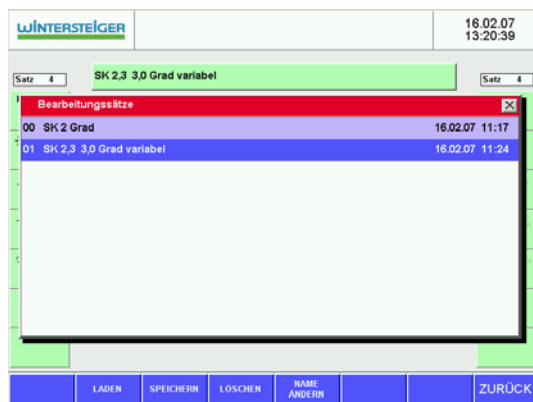 WINTERSTEIGER
16.02.07
13:20:39
Satz 4
SK 2,3 3,0 Grad variabel
Satz 4
Bearbeitungssätze
00 SK 2 Grad 16.02.07 11:17
01 SK 2,3 3,0 Grad variabel 16.02.07 11:24
LADEN SPEICHERN LÖSCHEN NAME ÄNDERN ZURÜCK